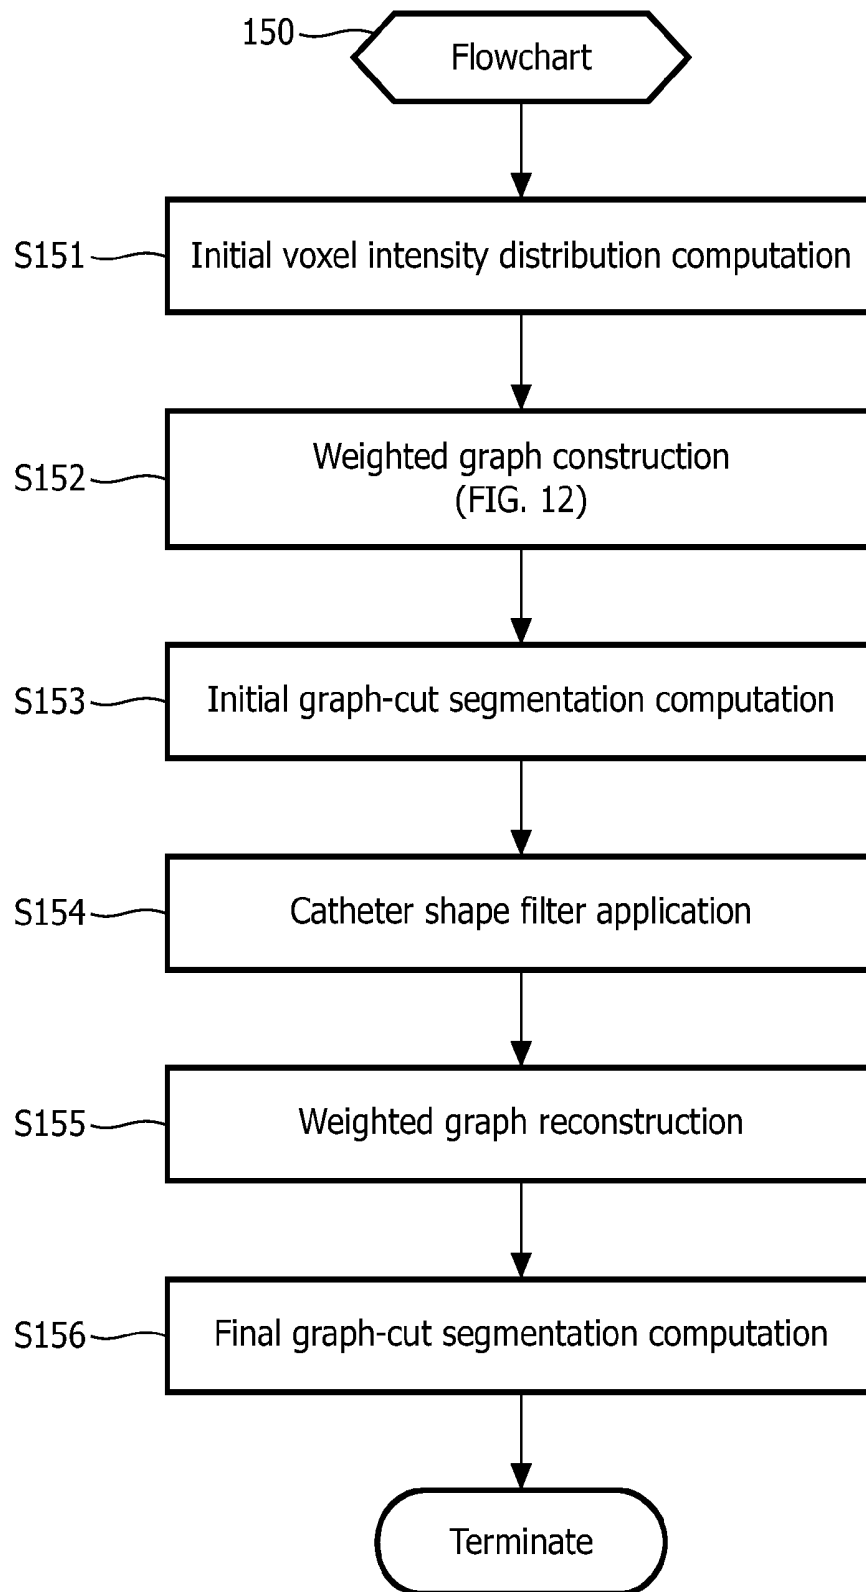 150
Flowchart
S151
Initial voxel intensity distribution computation
S152
Weighted graph construction
(FIG. 12)
S153
Initial graph-cut segmentation computation
S154
Catheter shape filter application
S155
Weighted graph reconstruction
S156
Final graph-cut segmentation computation
Terminate